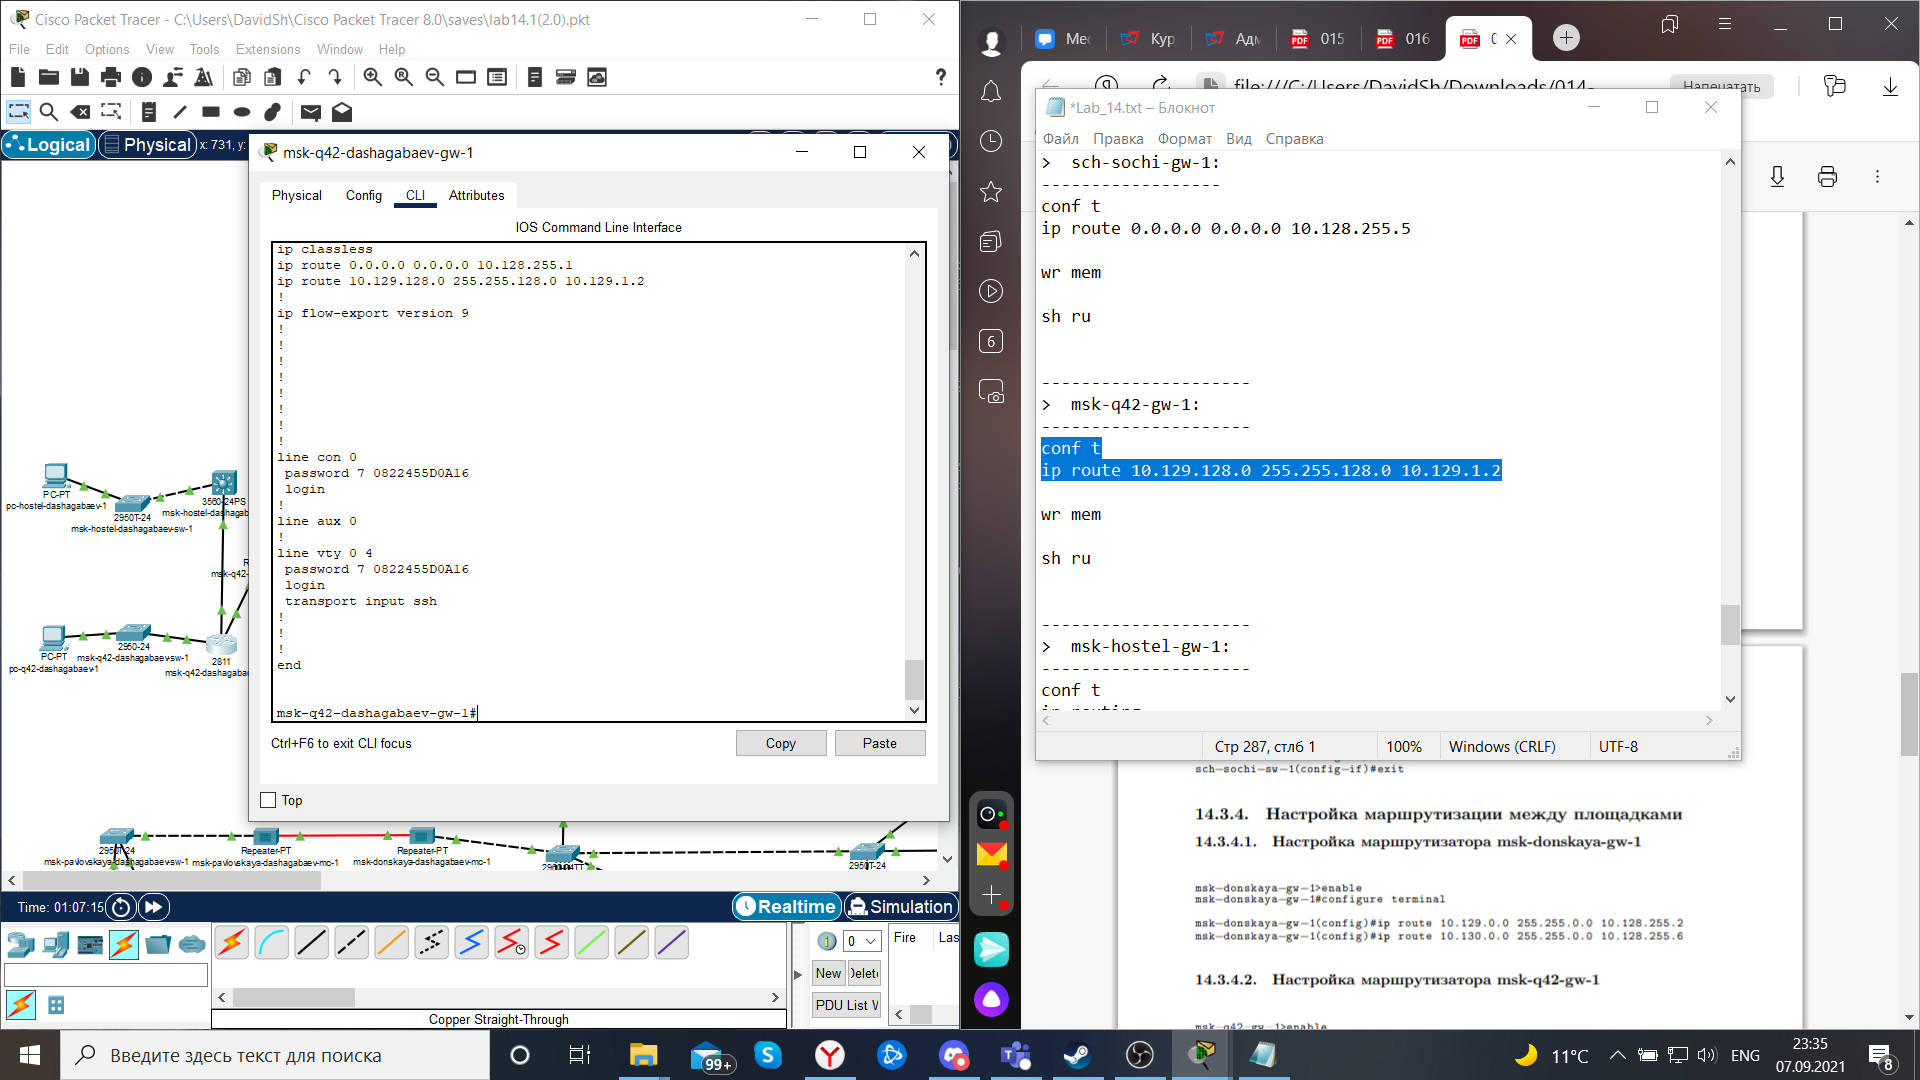 Cisco Packet Tracer - C:\Users\DavidSh\Cisco Packet Tracer 8.0\saves\lab14.1(2.0).pkt
File Edit Options View Tools Extensions Window Help
Logical Physical x: 731, y:
msk-q42-dashagabaev-gw-1
Physical Config CLI Attributes
IOS Command Line Interface
ip classless
ip route 0.0.0.0 0.0.0.0 10.128.255.1
ip route 10.129.128.0 255.255.128.0 10.129.1.2
!
ip flow-export version 9
!
!
!
!
!
!
!
!
line con 0
password 7 0822455D0A16
login
!
line aux 0
!
line vty 0 4
password 7 0822455D0A16
login
transport input ssh
!
!
!
end
msk-q42-dashagabaev-gw-1#
Ctrl+F6 to exit CLI focus
Copy Paste
Top
PC-PT
pc-hostel-dashagabaev-1
2950T-24
msk-hostel-dashagabaev-sw-1
3560-24PS
msk-hostel-dashagab
R
msk-q42-
PC-PT
pc-q42-dashagabaev-1
2950-24
msk-q42-dashagabaev-sw-1
2811
msk-q42-dashagabae
2950T-24
msk-pavlovskaya-dashagabaev-sw-1
Repeater-PT
msk-pavlovskaya-dashagabaev-mc-1
Repeater-PT
msk-donskaya-dashagabaev-mc-1
2950T-24
Time: 01:07:15
Realtime Simulation
0
Fire Las
New Delet
PDU List W
Copper Straight-Through
Мес Кур Адм 015 016 0
file:///C:/Users/DavidSh/Downloads/014-
Напечатать
6
*Lab_14.txt – Блокнот
Файл Правка Формат Вид Справка
> sch-sochi-gw-1:
------------------
conf t
ip route 0.0.0.0 0.0.0.0 10.128.255.5
wr mem
sh ru
---------------------
> msk-q42-gw-1:
---------------------
conf t
ip route 10.129.128.0 255.255.128.0 10.129.1.2
wr mem
sh ru
---------------------
> msk-hostel-gw-1:
---------------------
conf t
ip routing
Стр 287, стлб 1 100% Windows (CRLF) UTF-8
sch-sochi-sw-1(config-if)#exit
14.3.4. Настройка маршрутизации между площадками
14.3.4.1. Настройка маршрутизатора msk-donskaya-gw-1
msk-donskaya-gw-1>enable
msk-donskaya-gw-1#configure terminal
msk-donskaya-gw-1(config)#ip route 10.129.0.0 255.255.0.0 10.128.255.2
msk-donskaya-gw-1(config)#ip route 10.130.0.0 255.255.0.0 10.128.255.6
14.3.4.2. Настройка маршрутизатора msk-q42-gw-1
msk-q42-gw-1>enable
Введите здесь текст для поиска
99+
11°C
ENG
23:35
07.09.2021
8